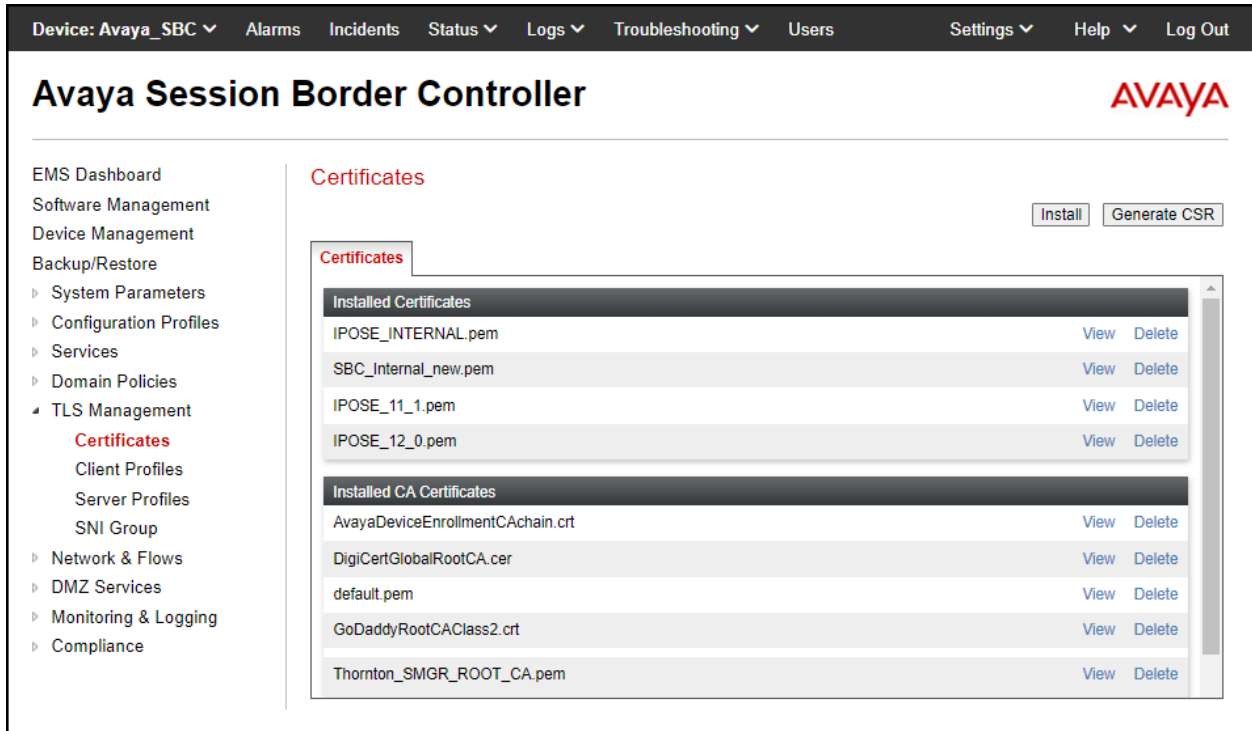 Device: Avaya_SBC Alarms Incidents Status Logs Troubleshooting Users Settings Help Log Out
Avaya Session Border Controller
AVAYA
EMS Dashboard
Software Management
Device Management
Backup/Restore
System Parameters
Configuration Profiles
Services
Domain Policies
TLS Management
Certificates
Client Profiles
Server Profiles
SNI Group
Network & Flows
DMZ Services
Monitoring & Logging
Compliance
Certificates
Install Generate CSR
Certificates
Installed Certificates
IPOSE_INTERNAL.pem View Delete
SBC_Internal_new.pem View Delete
IPOSE_11_1.pem View Delete
IPOSE_12_0.pem View Delete
Installed CA Certificates
AvayaDeviceEnrollmentCAchain.crt View Delete
DigiCertGlobalRootCA.cer View Delete
default.pem View Delete
GoDaddyRootCAClass2.crt View Delete
Thornton_SMGR_ROOT_CA.pem View Delete